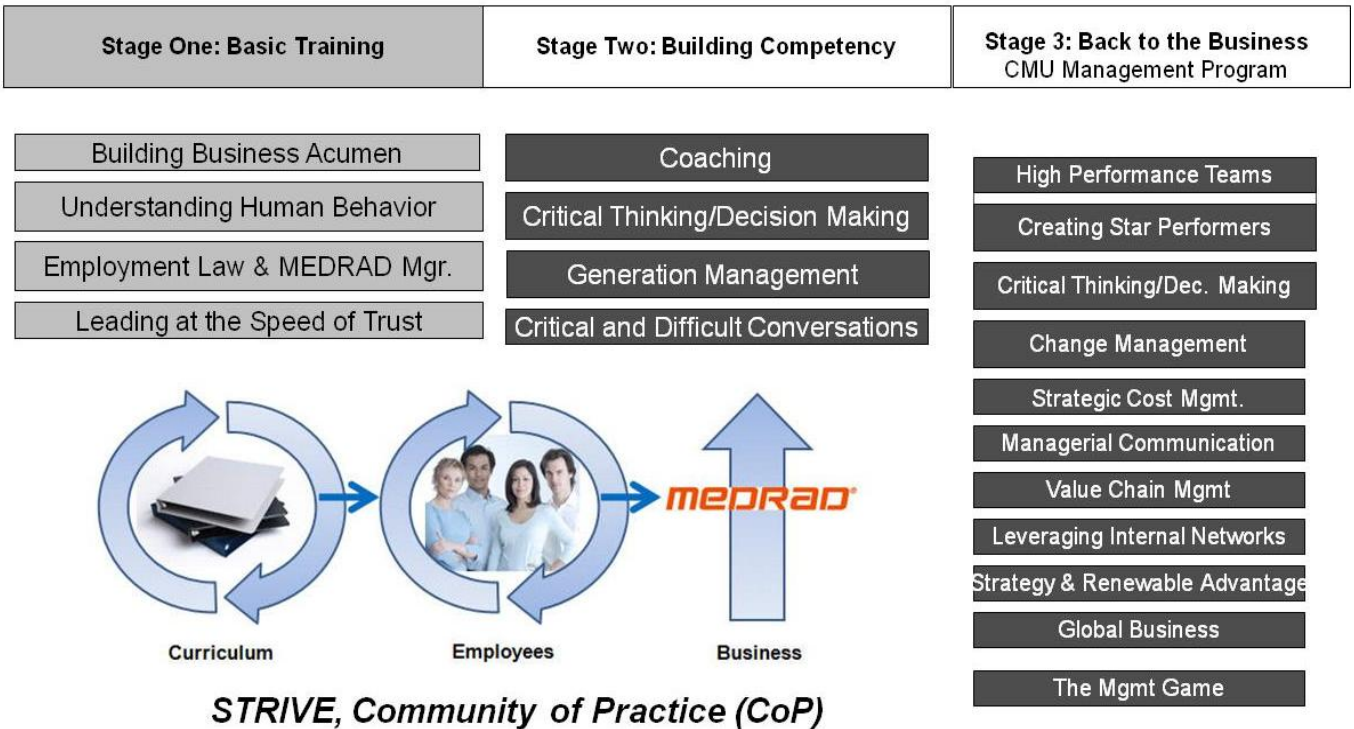 Stage One: Basic Training
Stage Two: Building Competency
Stage 3: Back to the Business
CMU Management Program
Building Business Acumen
Understanding Human Behavior
Employment Law & MEDRAD Mgr.
Leading at the Speed of Trust
Coaching
Critical Thinking/Decision Making
Generation Management
Critical and Difficult Conversations
High Performance Teams
Creating Star Performers
Critical Thinking/Dec. Making
Change Management
Strategic Cost Mgmt.
Managerial Communication
Value Chain Mgmt
Leveraging Internal Networks
Strategy & Renewable Advantage
Global Business
The Mgmt Game
MEDRAD
Curriculum
Employees
Business
STRIVE, Community of Practice (CoP)